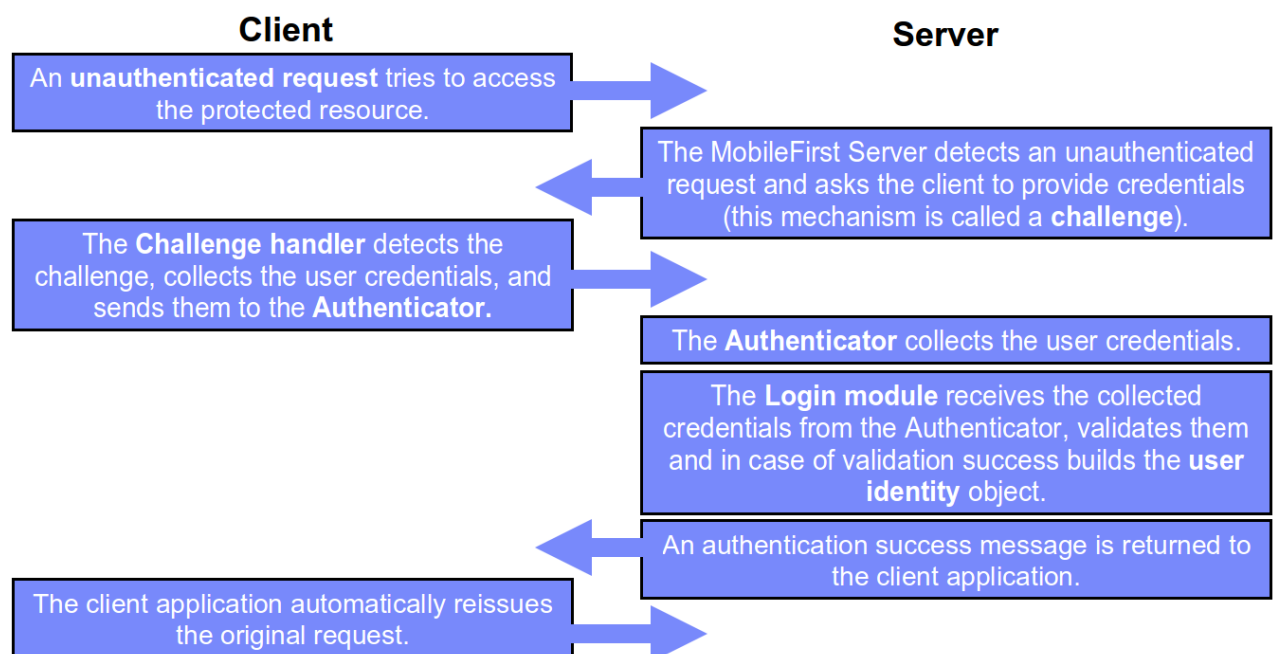 Client
Server
An unauthenticated request tries to access
the protected resource.
The MobileFirst Server detects an unauthenticated
request and asks the client to provide credentials
(this mechanism is called a challenge).
The Challenge handler detects the
challenge, collects the user credentials, and
sends them to the Authenticator.
The Authenticator collects the user credentials.
The Login module receives the collected
credentials from the Authenticator, validates them
and in case of validation success builds the user
identity object.
An authentication success message is returned to
the client application.
The client application automatically reissues
the original request.